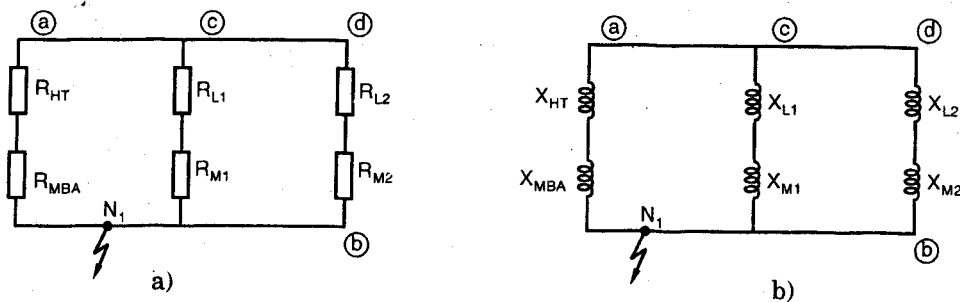 a c d
R_HT R_L1 R_L2
R_MBA R_M1 R_M2
N_1
b
a)
a c d
X_HT X_L1 X_L2
X_MBA X_M1 X_M2
N_1
b
b)